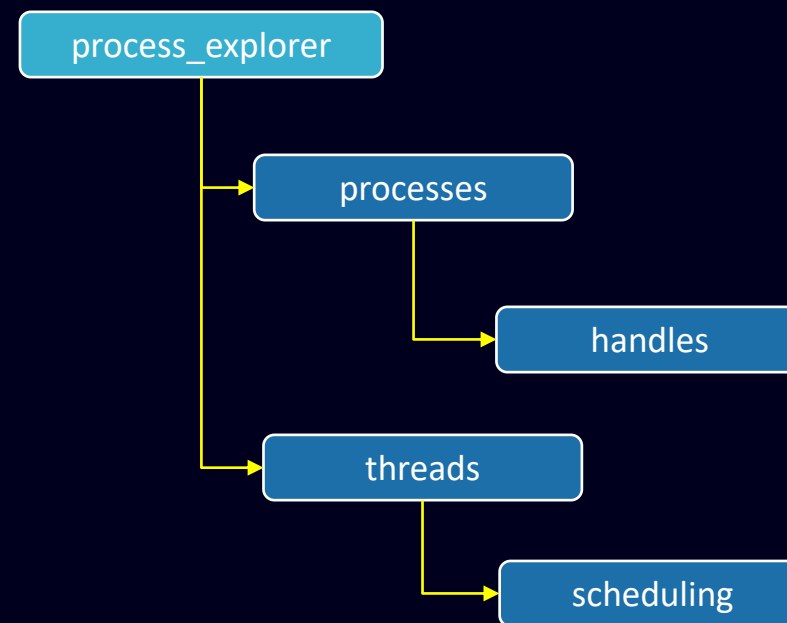 process_explorer
processes
handles
threads
scheduling